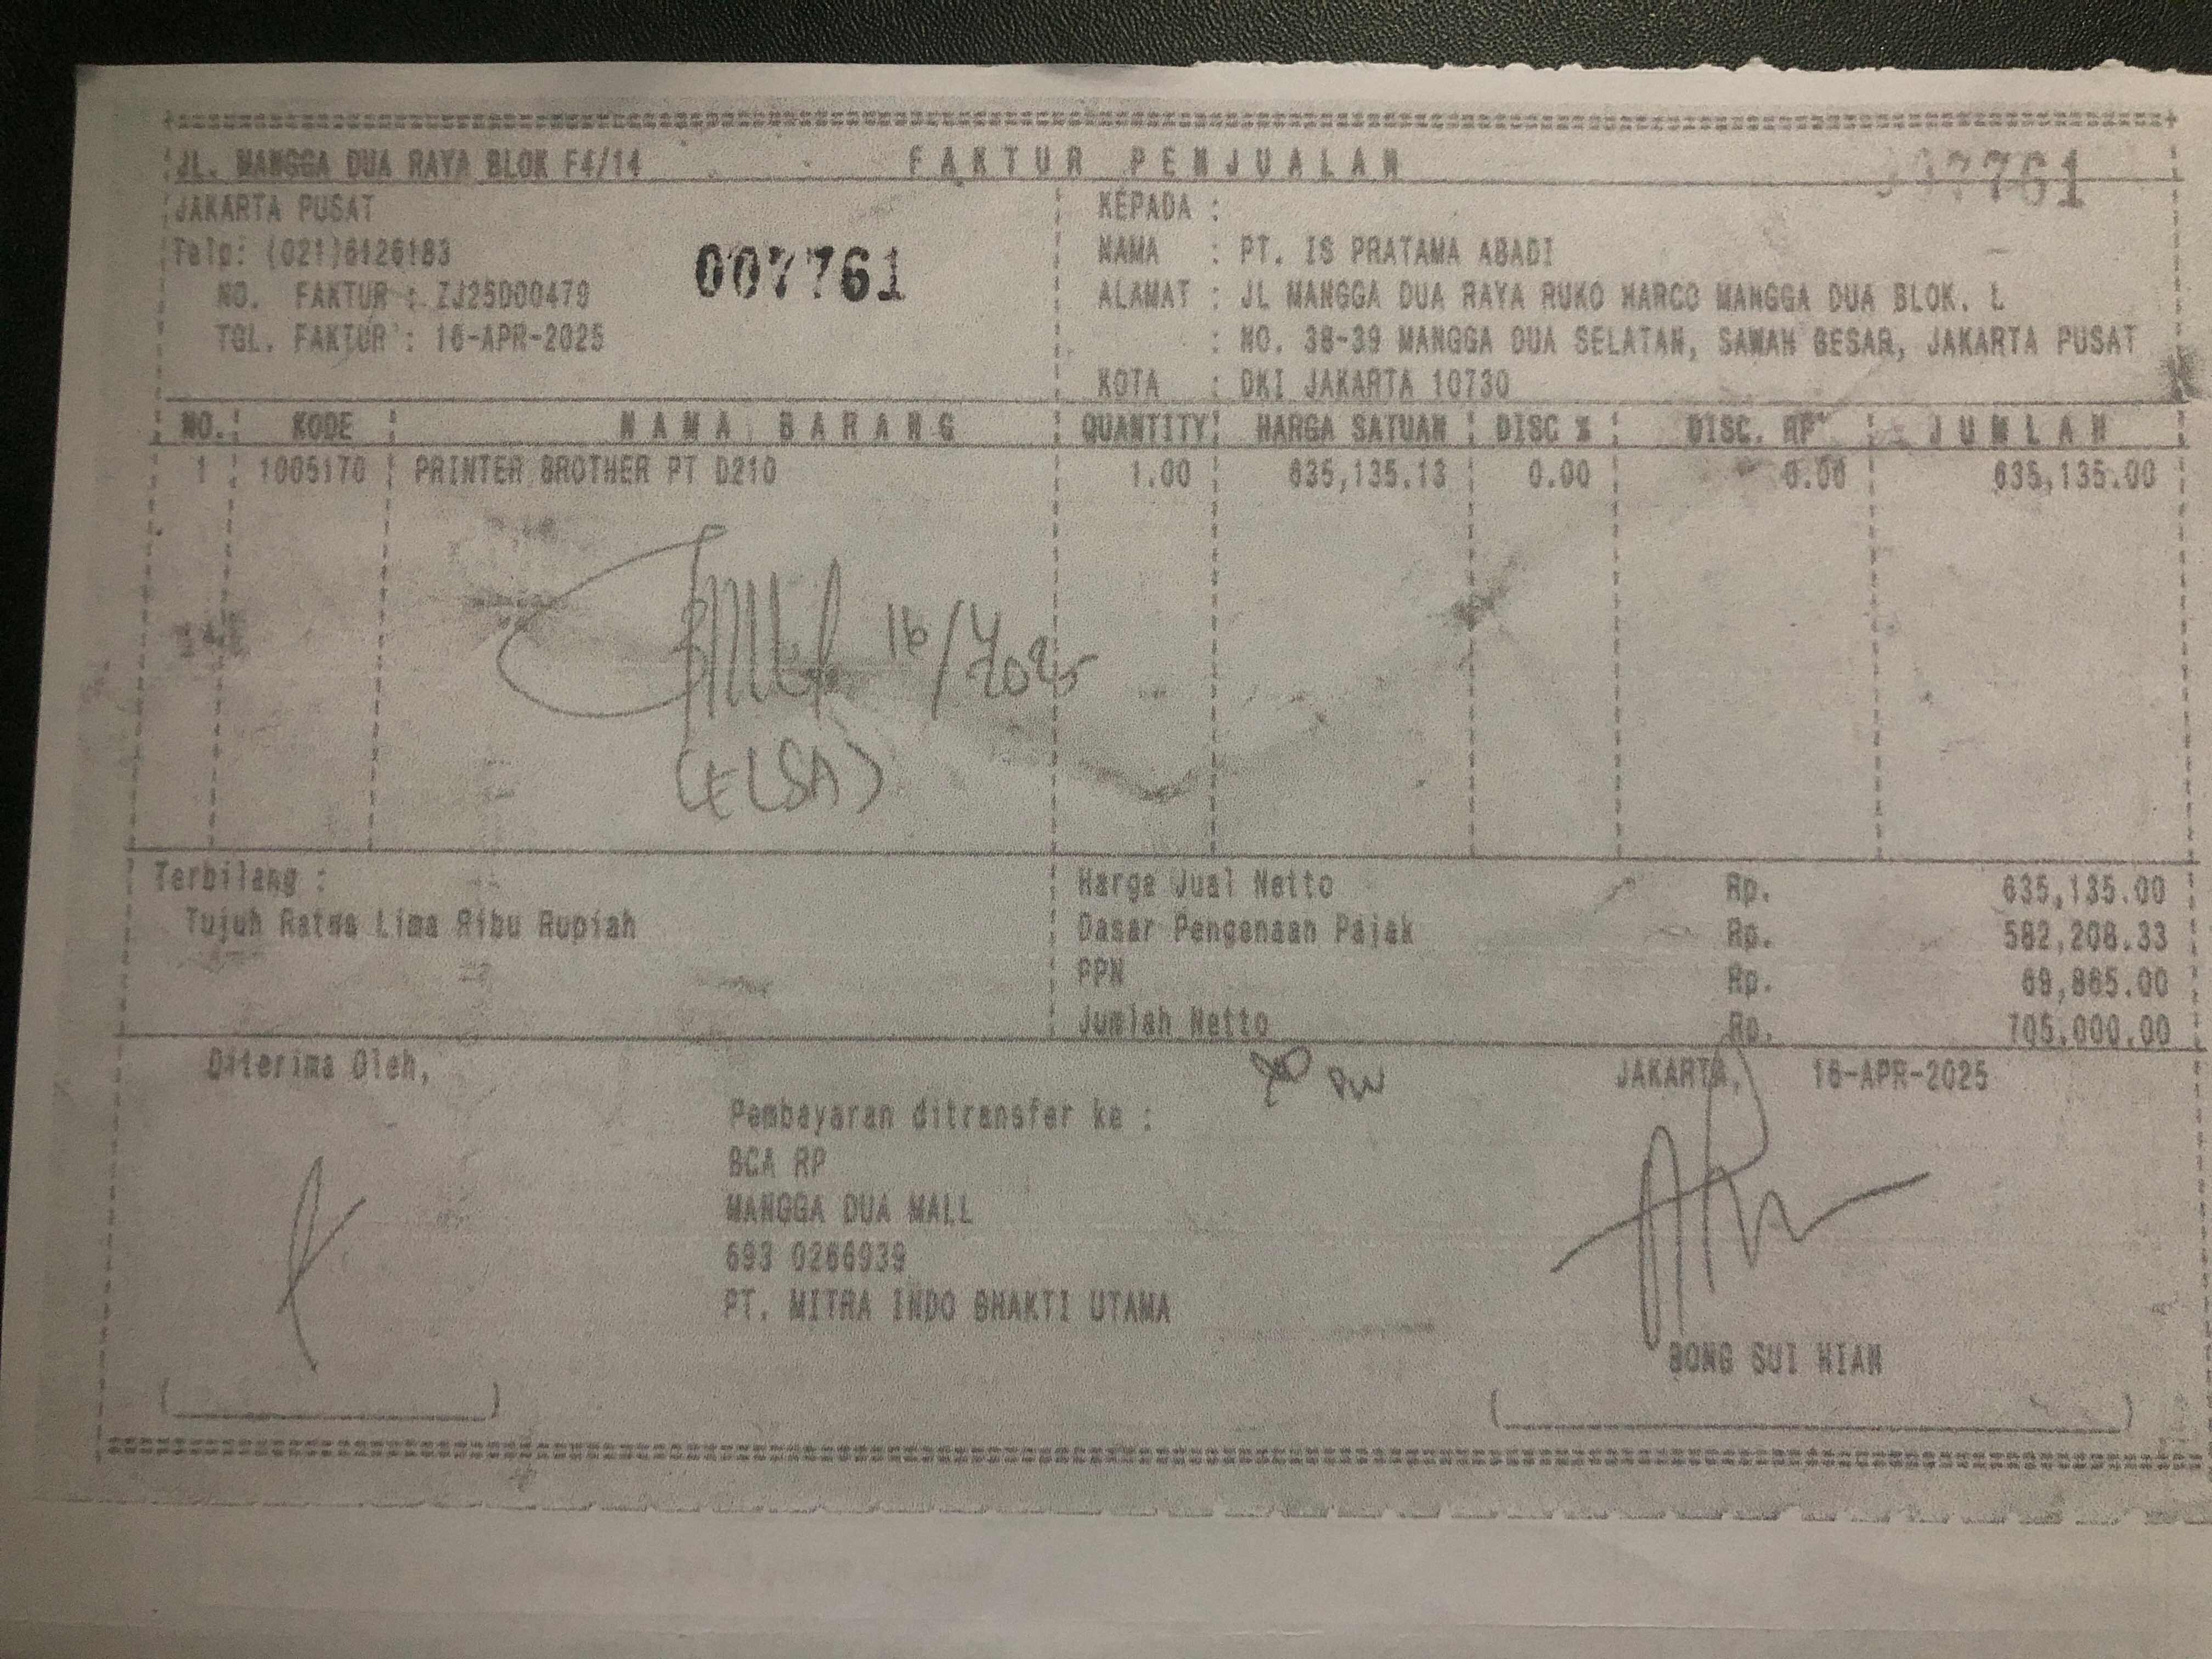 JL. MANGGA DUA RAYA BLOK F4/14
FAKTUR PENJUALAN
007761
JAKARTA PUSAT
Telp: (021)6126183
007761
NO. FAKTUR : ZJ25D00479
TGL. FAKTUR : 16-APR-2025
KEPADA :
NAMA : PT. IS PRATAMA ABADI
ALAMAT : JL MANGGA DUA RAYA RUKO HARCO MANGGA DUA BLOK. L
: NO. 38-39 MANGGA DUA SELATAN, SAWAH BESAR, JAKARTA PUSAT
KOTA : DKI JAKARTA 10730
NO. KODE NAMA BARANG QUANTITY HARGA SATUAN DISC % DISC. RP JUMLAH
1 1005170 PRINTER BROTHER PT D210 1.00 635,135.13 0.00 0.00 635,135.00
16/4 2025
(ELSA)
Terbilang :
Tujuh Ratus Lima Ribu Rupiah
Harga Jual Netto Rp. 635,135.00
Dasar Pengenaan Pajak Rp. 582,208.33
PPN Rp. 69,865.00
Jumlah Netto Rp. 705,000.00
Diterima Oleh,
JAKARTA, 16-APR-2025
Pembayaran ditransfer ke :
BCA RP
MANGGA DUA MALL
693 0266939
PT. MITRA INDO BHAKTI UTAMA
BONG SUI HIAN